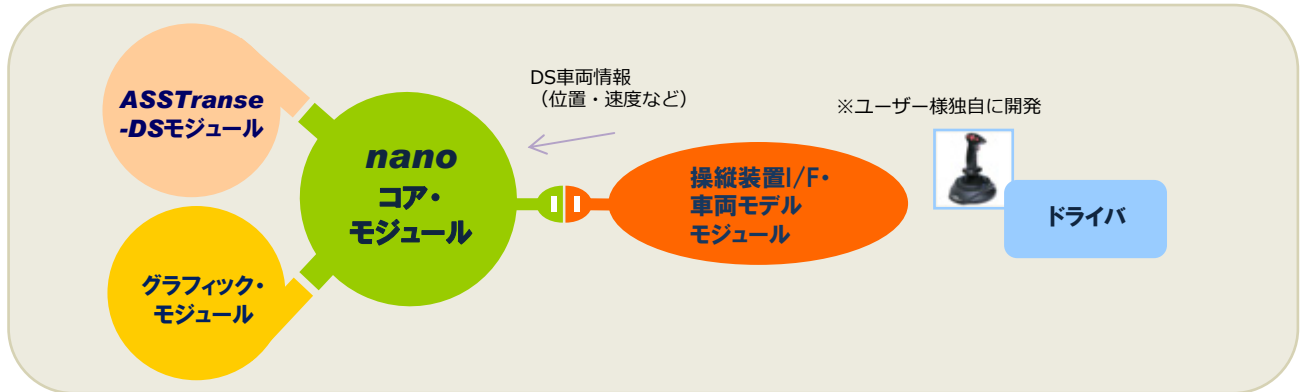 ASSTranse
-DSモジュール
nano
コア・
モジュール
グラフィック・
モジュール
DS車両情報
（位置・速度など）
操縦装置I/F・
車両モデル
モジュール
※ユーザー様独自に開発
ドライバ